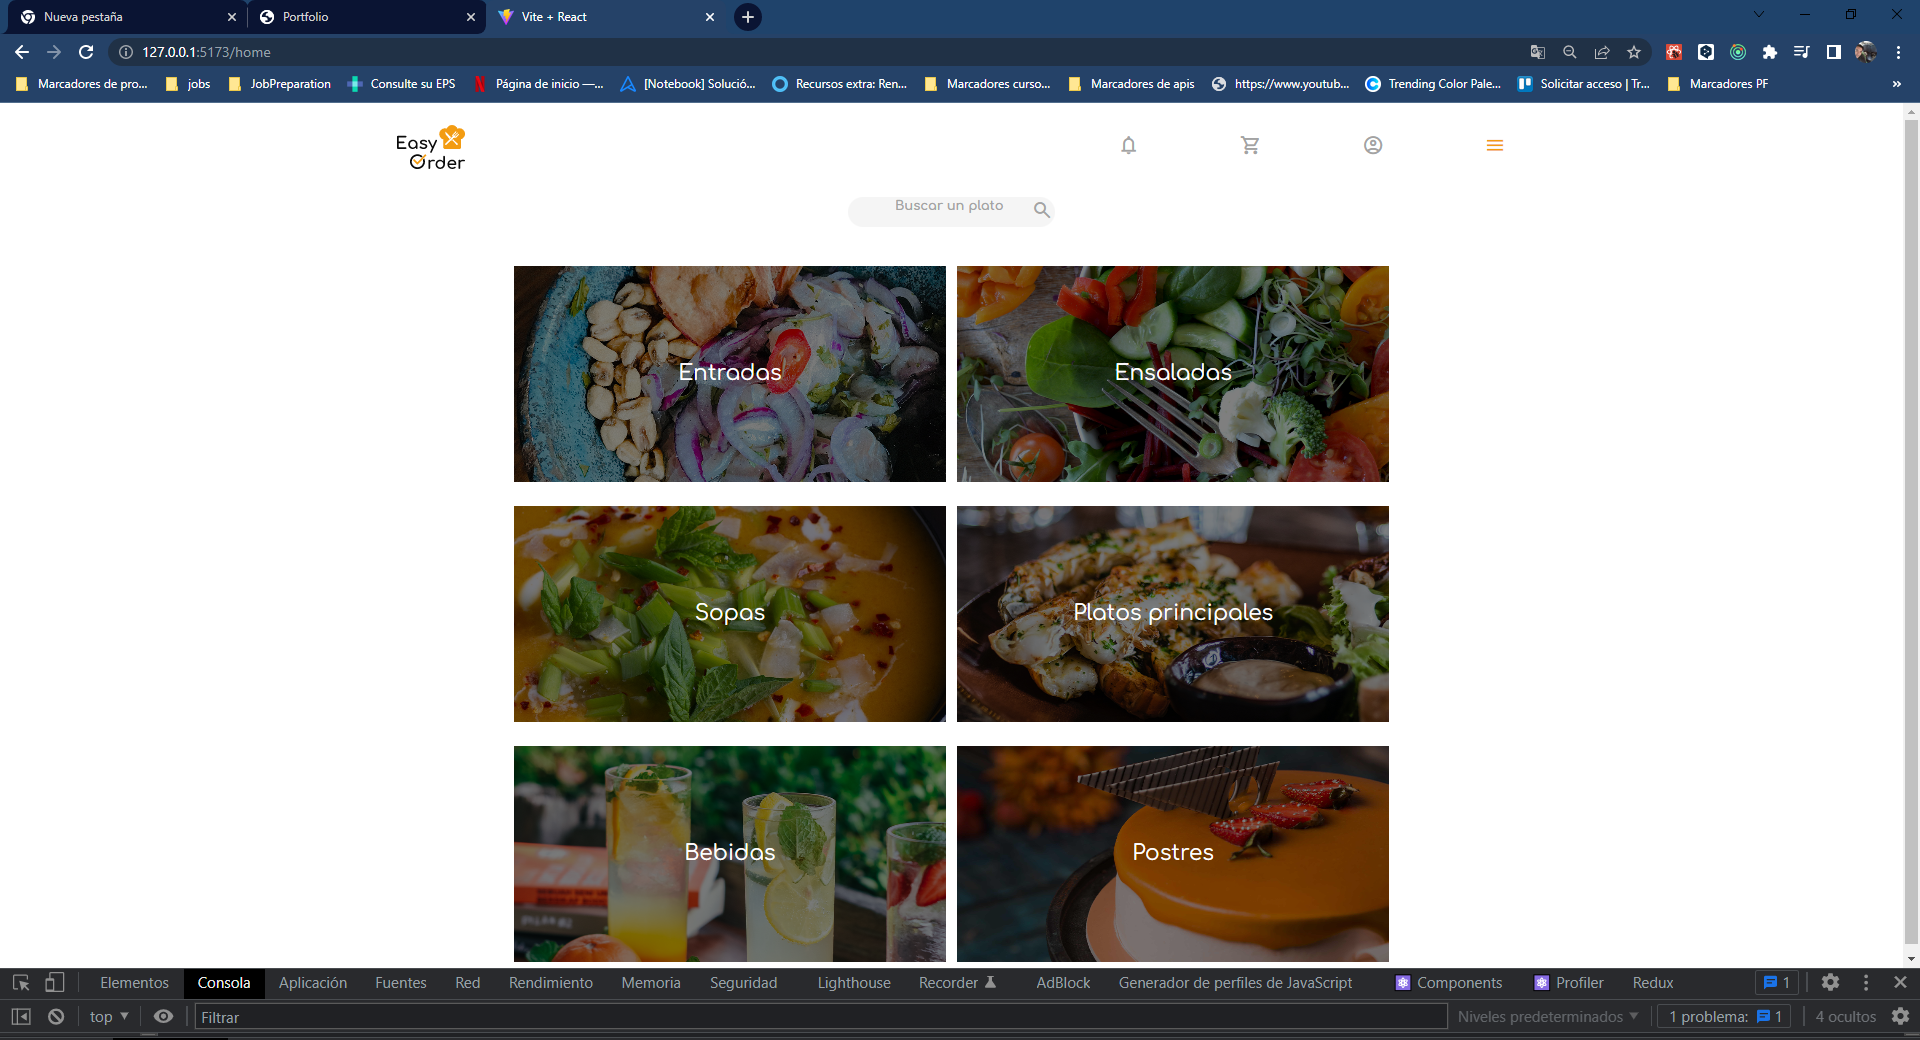 Nueva pestaña
Portfolio
Vite + React
127.0.0.1:5173/home
Marcadores de pro...
jobs
JobPreparation
Consulte su EPS
Página de inicio —...
[Notebook] Solució...
Recursos extra: Ren...
Marcadores curso...
Marcadores de apis
https://www.youtub...
Trending Color Pale...
Solicitar acceso | Tr...
Marcadores PF
»
Easy
Order
Buscar un plato
Entradas
Ensaladas
Sopas
Platos principales
Bebidas
Postres
Elementos
Consola
Aplicación
Fuentes
Red
Rendimiento
Memoria
Seguridad
Lighthouse
Recorder
AdBlock
Generador de perfiles de JavaScript
Components
Profiler
Redux
1
top
Filtrar
Niveles predeterminados
1 problema: 1
4 ocultos